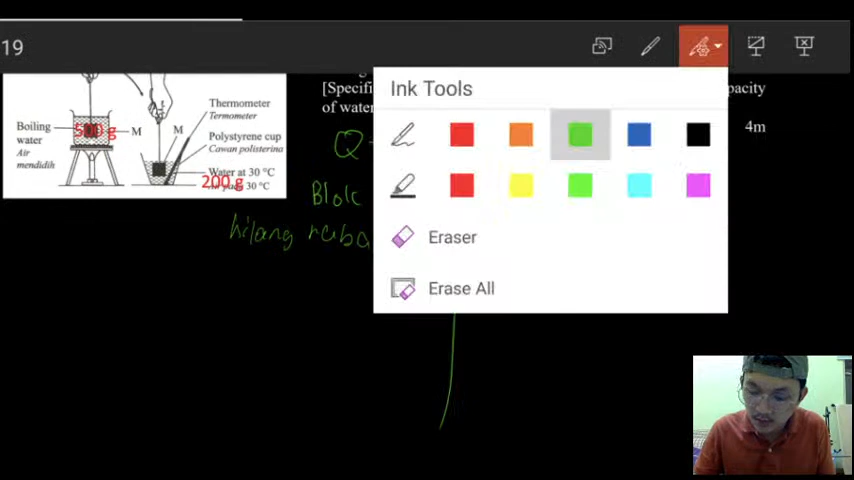 19
Ink Tools
Eraser
Erase All
[Specifi
of water
pacity
4m
Boiling
water
Air
mendidih
500 g
M
M
Thermometer
Termometer
Polystyrene cup
Cawan polisterina
Water at 30 °C
200 g
30 °C
Q
Blok
hilang